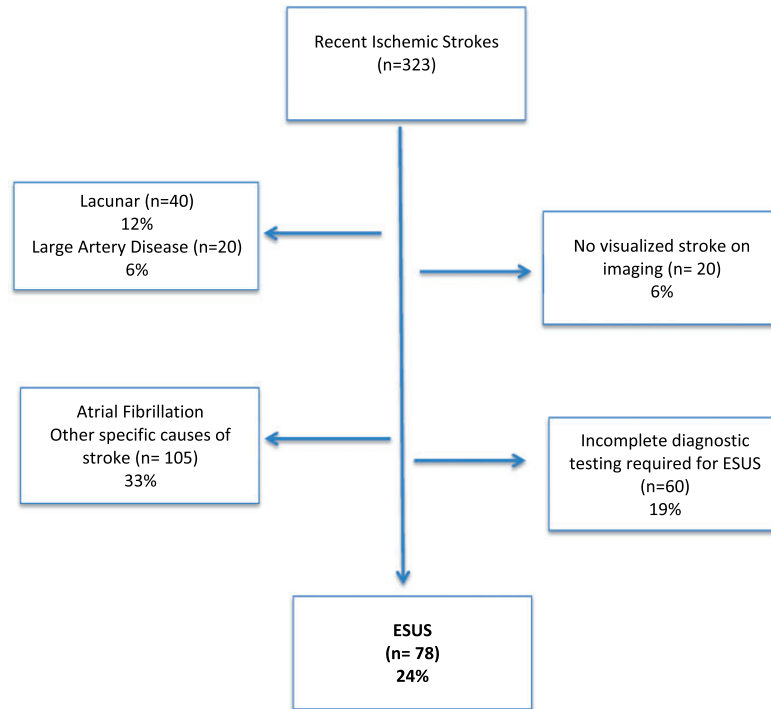 Recent Ischemic Strokes
(n=323)
Lacunar (n=40)
12%
Large Artery Disease (n=20)
6%
No visualized stroke on
imaging (n= 20)
6%
Atrial Fibrillation
Other specific causes of
stroke (n= 105)
33%
Incomplete diagnostic
testing required for ESUS
(n=60)
19%
ESUS
(n= 78)
24%